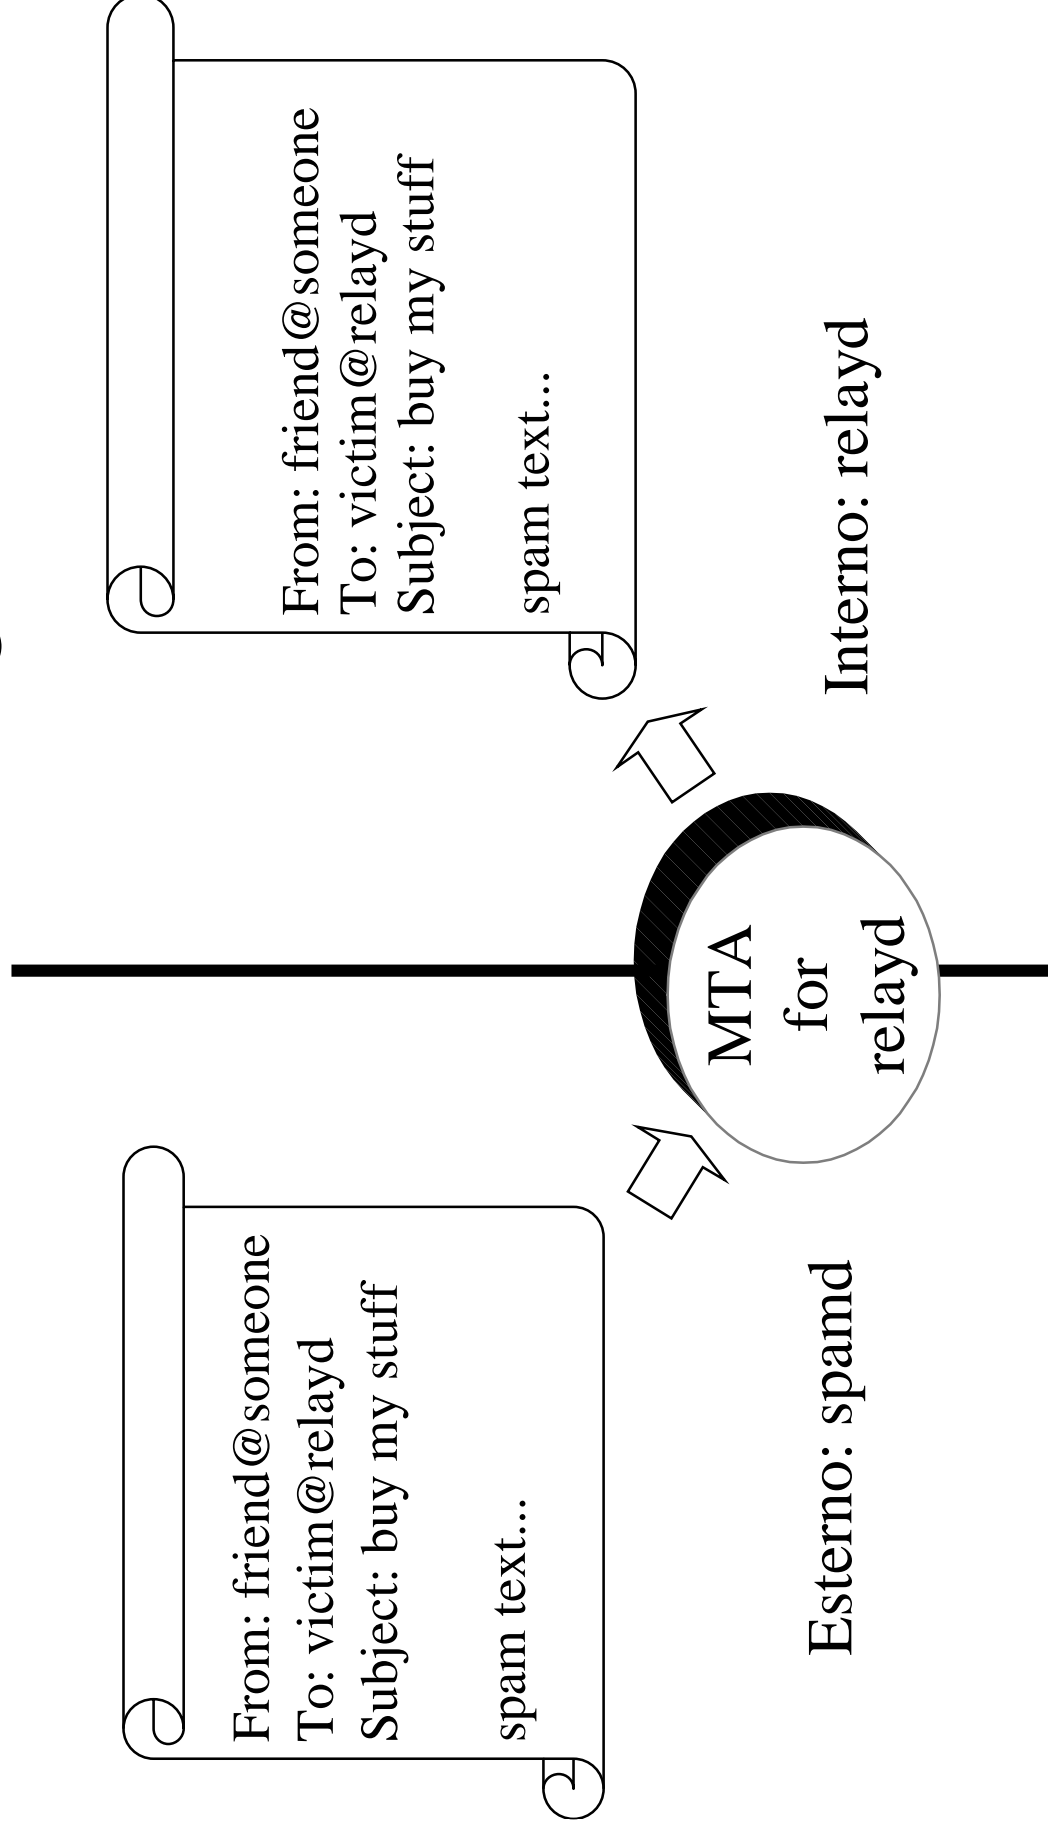 From: friend@someone
To: victim@relayd
Subject: buy my stuff
spam text...
Esterno: spamd
MTA
for
relayd
From: friend@someone
To: victim@relayd
Subject: buy my stuff
spam text...
Interno: relayd